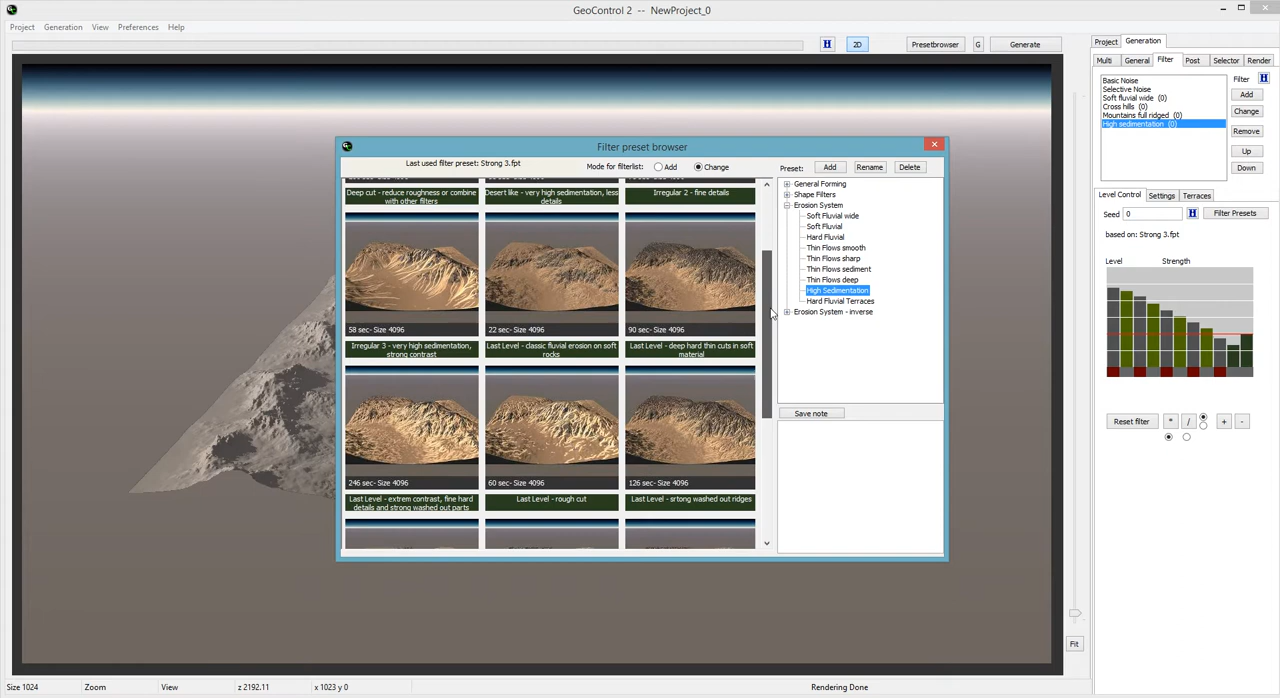 GeoControl 2 -- NewProject_0
Project Generation View Preferences Help
H 2D Presetbrowser G Generate
Project Generation
Multi General Filter Post Selector Render
Basic Noise
Selective Noise
Soft fluvial wide (0)
Cross hills (0)
Mountains full ridged (0)
High sedimentation (0)
Filter H
Add
Change
Remove
Up
Down
Level Control Settings Terraces
Seed 0 H Filter Presets
based on: Strong 3.fpt
Level Strength
Reset filter * / + -
Fit
Filter preset browser
Last used filter preset: Strong 3.fpt
Mode for filterlist: Add Change
Preset: Add Rename Delete
Deep cut - reduce roughness or combine with other filters
Desert like - very high sedimentation, less details
Irregular 2 - fine details
58 sec- Size 4096
22 sec- Size 4096
90 sec- Size 4096
Irregular 3 - very high sedimentation, strong contrast
Last Level - classic fluvial erosion on soft rocks
Last Level - deep hard thin cuts in soft material
246 sec- Size 4096
60 sec- Size 4096
126 sec- Size 4096
Last Level - extrem contrast, fine hard details and strong washed out parts
Last Level - rough cut
Last Level - srtong washed out ridges
General Forming
Shape Filters
Erosion System
Soft Fluvial wide
Soft Fluvial
Hard Fluvial
Thin Flows smooth
Thin Flows sharp
Thin Flows sediment
Thin Flows deep
High Sedimentation
Hard Fluvial Terraces
Erosion System - inverse
Save note
Size 1024 Zoom View z 2192.11 x 1023 y 0 Rendering Done